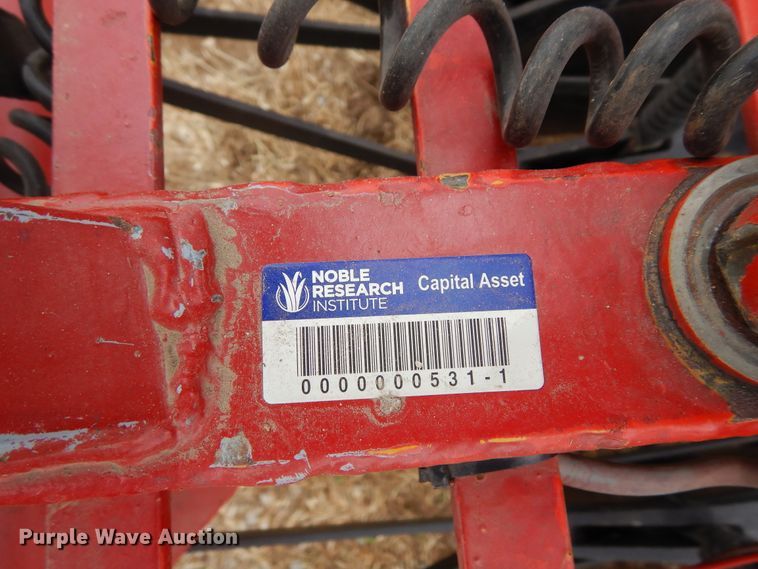 NOBLE
RESEARCH
INSTITUTE
Capital Asset
0000000531-1
Purple Wave Auction